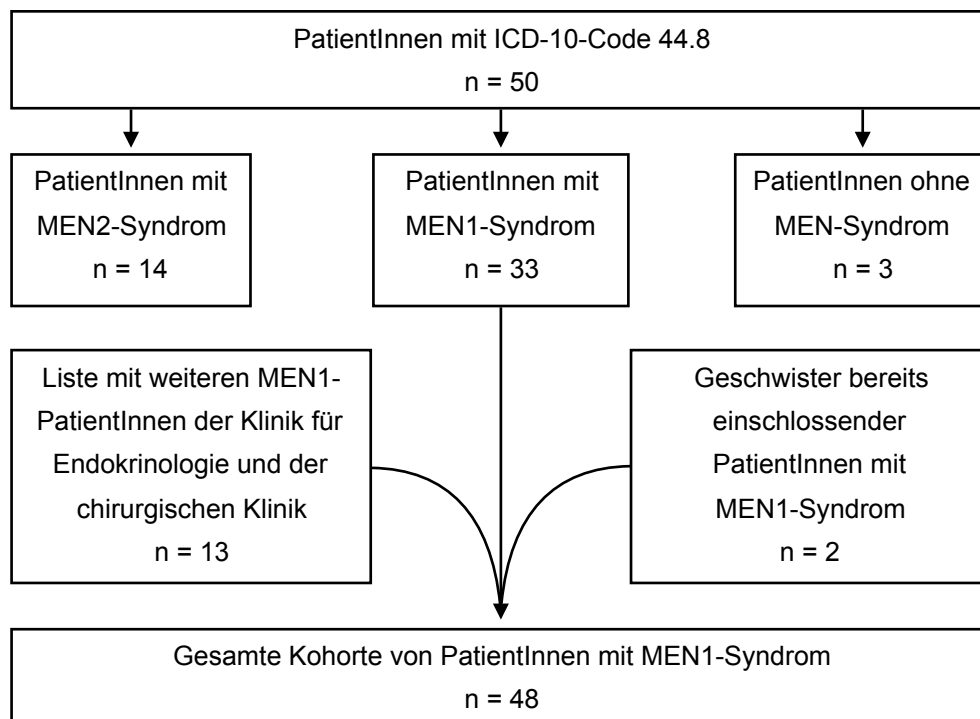 PatientInnen mit ICD-10-Code 44.8
n = 50
PatientInnen mit
MEN2-Syndrom
n = 14
PatientInnen mit
MEN1-Syndrom
n = 33
PatientInnen ohne
MEN-Syndrom
n = 3
Liste mit weiteren MEN1-
PatientInnen der Klinik für
Endokrinologie und der
chirurgischen Klinik
n = 13
Geschwister bereits
einschlossender
PatientInnen mit
MEN1-Syndrom
n = 2
Gesamte Kohorte von PatientInnen mit MEN1-Syndrom
n = 48